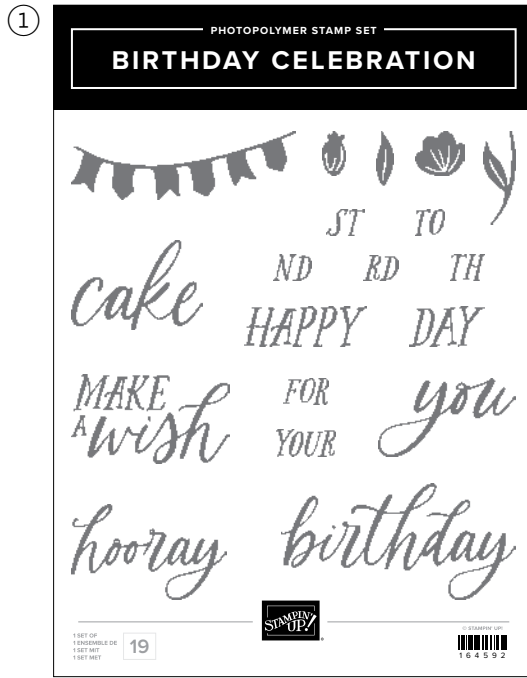 1
PHOTOPOLYMER STAMP SET
BIRTHDAY CELEBRATION
ST TO
ND RD TH
cake
HAPPY DAY
MAKE
A wish
FOR
YOUR
you
hooray
birthday
STAMPIN' UP!®
1 SET OF
1 ENSEMBLE DE
1 SET MIT
1 SET MET
19
© STAMPIN' UP!
164592